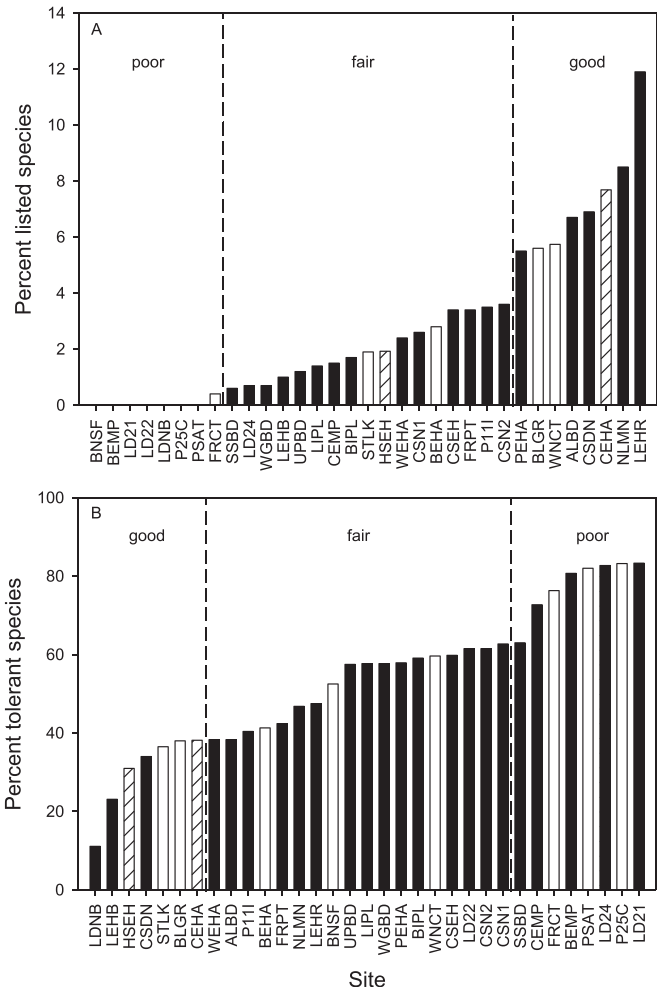 A
poor
fair
good
Percent listed species
14
12
10
8
6
4
2
0
BNSF
BEMP
LD21
LD22
LDNB
P25C
PSAT
FRCT
SSBD
LD24
WGBD
LEHB
UPBD
LIPL
CEMP
BIPL
STLK
HSEH
WEHA
CSN1
BEHA
CSEH
FRPT
P11I
CSN2
PEHA
BLGR
WNCT
ALBD
CSDN
CEHA
NLMN
LEHR
B
good
fair
poor
Percent tolerant species
100
80
60
40
20
0
LDNB
LEHB
HSEH
CSDN
STLK
BLGR
CEHA
WEHA
ALBD
P11I
BEHA
FRPT
NLMN
LEHR
BNSF
UPBD
LIPL
WGBD
PEHA
BIPL
WNCT
CSEH
LD22
CSN2
CSN1
SSBD
CEMP
FRCT
BEMP
PSAT
LD24
P25C
LD21
Site